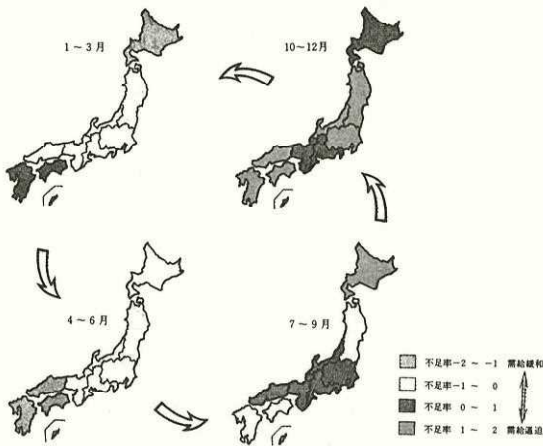 1～3月
10～12月
4～6月
7～9月
不足率-2 ～ -1 需給緩和
不足率-1 ～ 0
不足率 0 ～ 1
不足率 1 ～ 2 需給逼迫